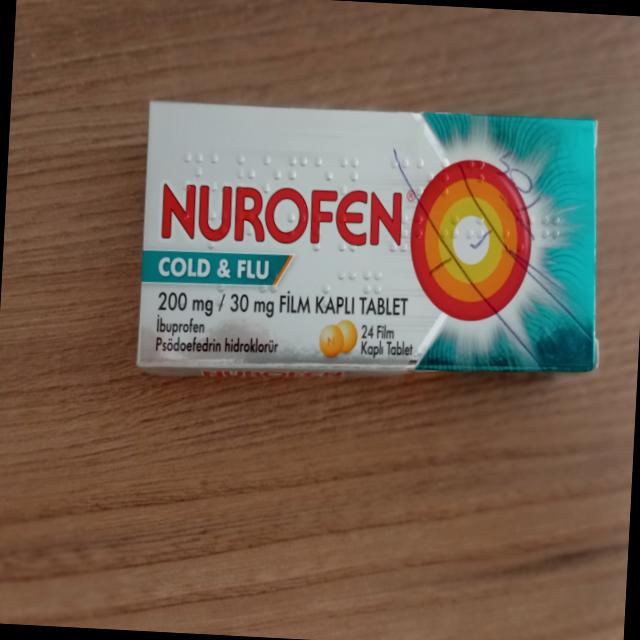 NUROFEN®
COLD & FLU
200 mg / 30 mg FİLM KAPLI TABLET
İbuprofen
Psödoefedrin hidroklorür
24 Film
Kaplı Tablet
N